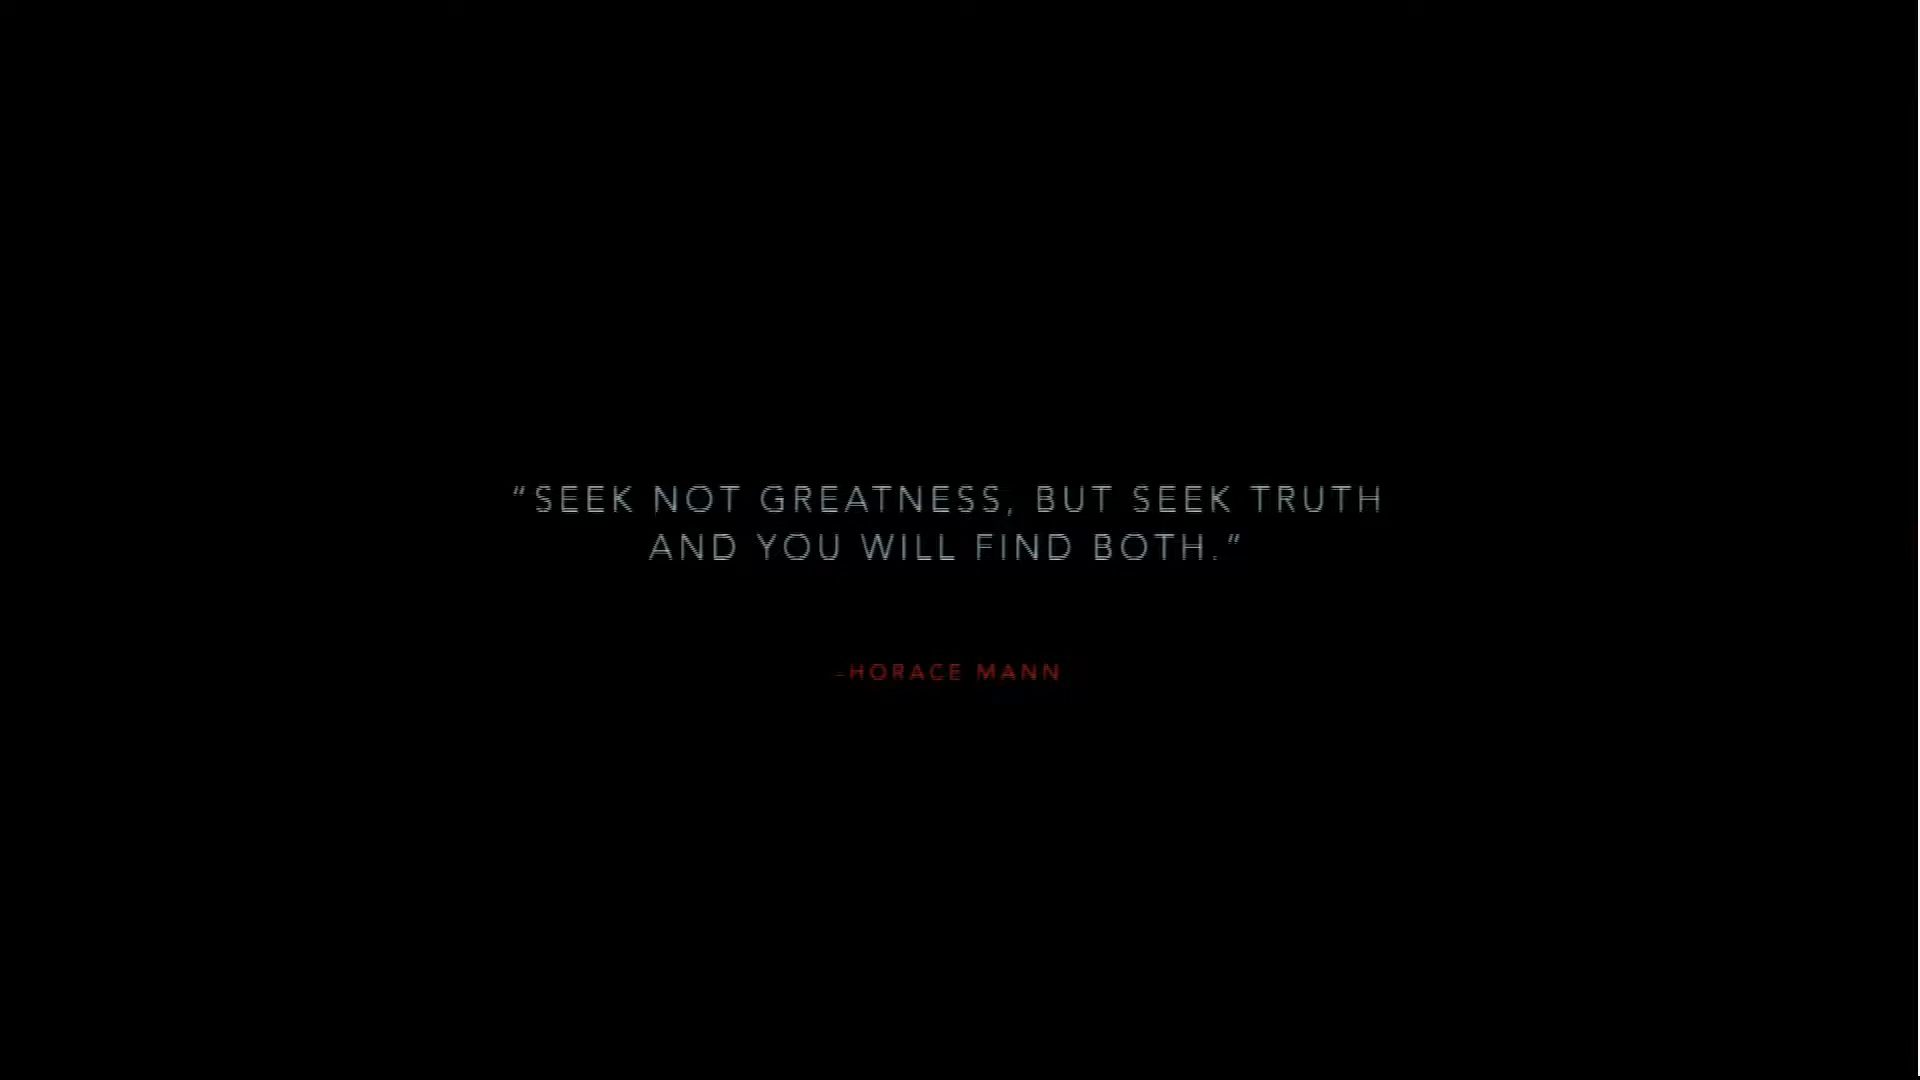 “SEEK NOT GREATNESS, BUT SEEK TRUTH
AND YOU WILL FIND BOTH.”
-HORACE MANN